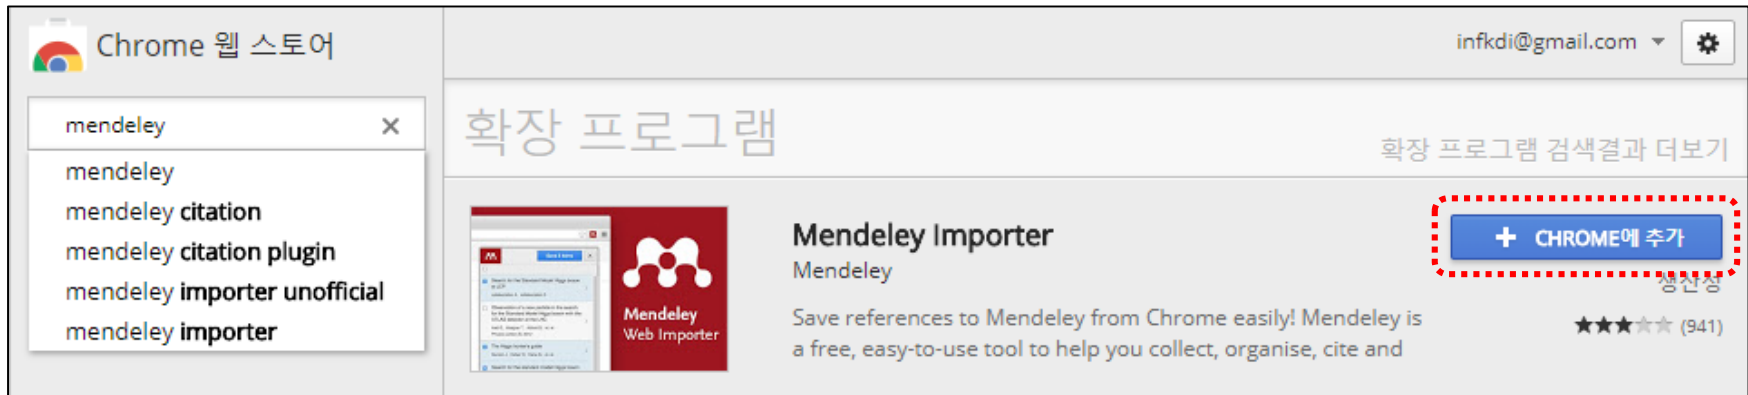 Chrome 웹 스토어
infkdi@gmail.com
mendeley
mendeley
mendeley citation
mendeley citation plugin
mendeley importer unofficial
mendeley importer
확장 프로그램
확장 프로그램 검색결과 더보기
Mendeley
Web Importer
Mendeley Importer
Mendeley
Save references to Mendeley from Chrome easily! Mendeley is
a free, easy-to-use tool to help you collect, organise, cite and
CHROME에 추가
생산성
(941)